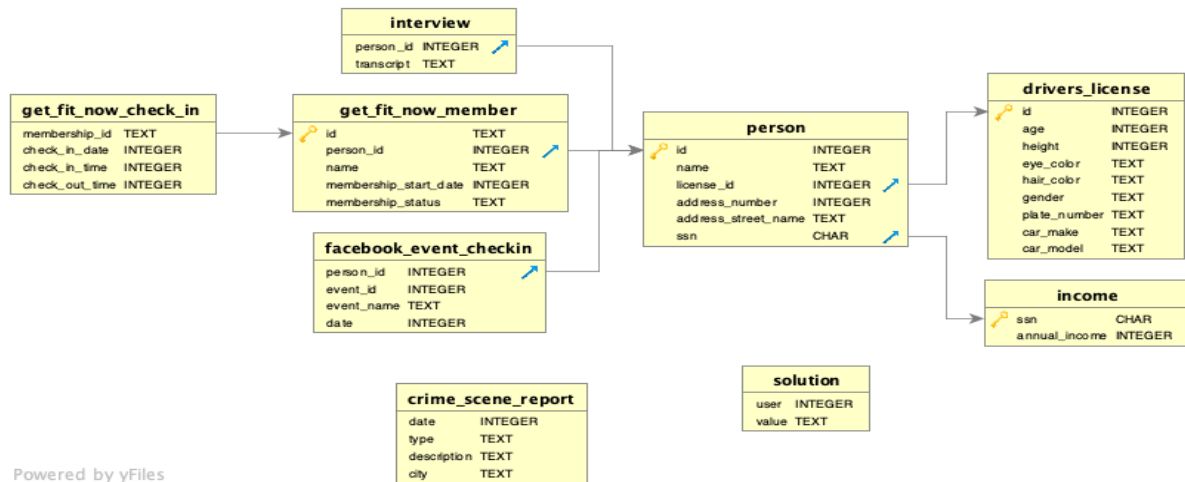 interview
person_id INTEGER
transcript TEXT
get_fit_now_check_in
membership_id TEXT
check_in_date INTEGER
check_in_time INTEGER
check_out_time INTEGER
get_fit_now_member
id TEXT
person_id INTEGER
name TEXT
membership_start_date INTEGER
membership_status TEXT
facebook_event_checkin
person_id INTEGER
event_id INTEGER
event_name TEXT
date INTEGER
person
id INTEGER
name TEXT
license_id INTEGER
address_number INTEGER
address_street_name TEXT
ssn CHAR
drivers_license
id INTEGER
age INTEGER
height INTEGER
eye_color TEXT
hair_color TEXT
gender TEXT
plate_number TEXT
car_make TEXT
car_model TEXT
income
ssn CHAR
annual_income INTEGER
solution
user INTEGER
value TEXT
crime_scene_report
date INTEGER
type TEXT
description TEXT
city TEXT
Powered by yFiles